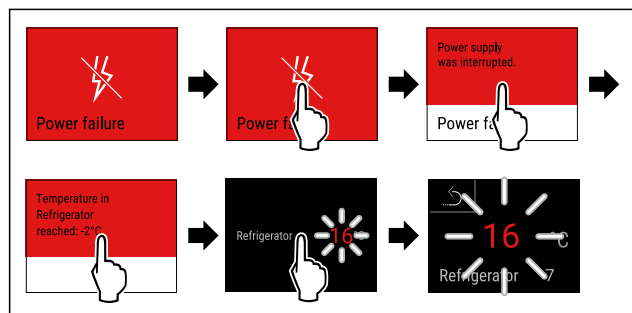 Power failure
Power fa
Power supply
was interrupted.
Power fa
Temperature in
Refrigerator
reached: -2°C
Refrigerator 16°C
16 °C
Refrigerator 7